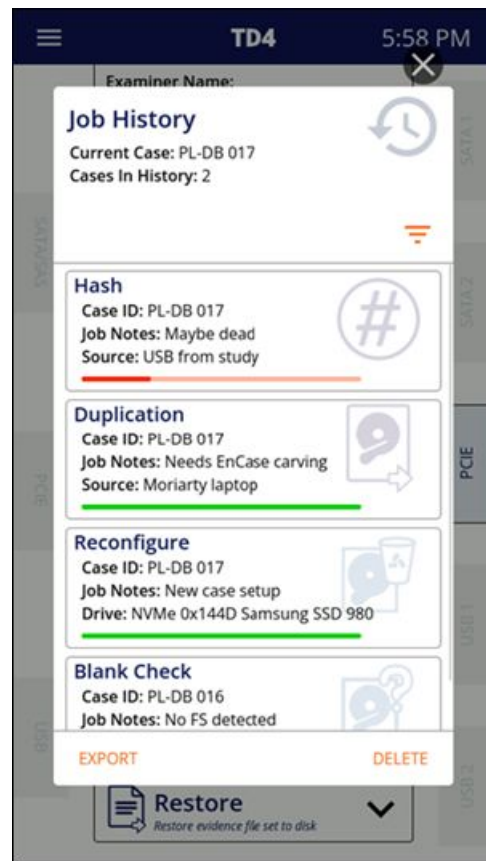 TD4
5:58 PM
Examiner Name:
Job History
Current Case: PL-DB 017
Cases In History: 2
Hash
Case ID: PL-DB 017
Job Notes: Maybe dead
Source: USB from study
Duplication
Case ID: PL-DB 017
Job Notes: Needs EnCase carving
Source: Moriarty laptop
Reconfigure
Case ID: PL-DB 017
Job Notes: New case setup
Drive: NVMe 0x144D Samsung SSD 980
Blank Check
Case ID: PL-DB 016
Job Notes: No FS detected
EXPORT
DELETE
Restore
Restore evidence file set to disk
SATA/SAS
PCIE
USB
SATA 1
SATA 2
PCIE
USB 1
USB 2